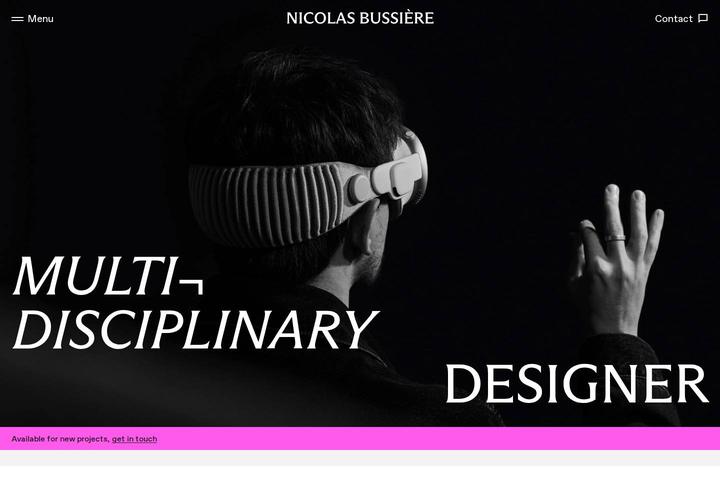 Menu
NICOLAS BUSSIÈRE
Contact
MULTI¬
DISCIPLINARY
DESIGNER
Available for new projects, get in touch